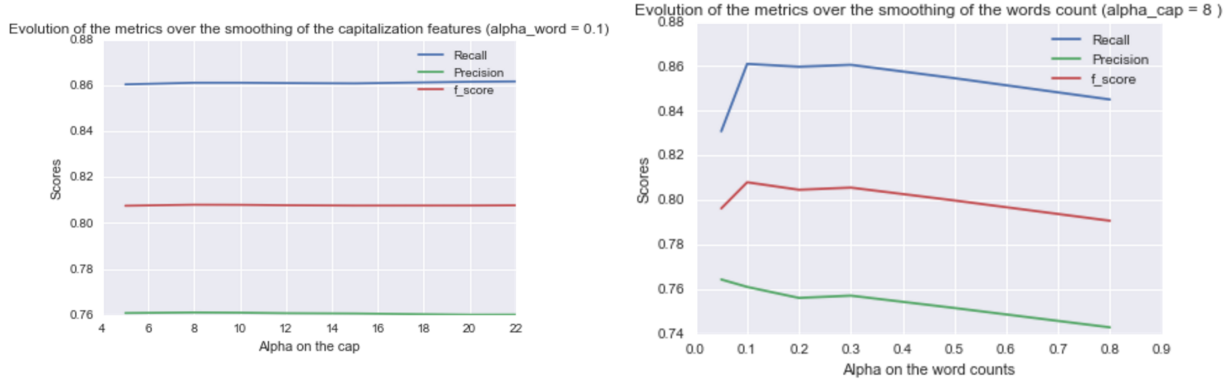 Evolution of the metrics over the smoothing of the capitalization features (alpha_word = 0.1)
0.88
Recall
Precision
f_score
0.86
0.84
0.82
0.80
0.78
0.76
Scores
4 6 8 10 12 14 16 18 20 22
Alpha on the cap
Evolution of the metrics over the smoothing of the words count (alpha_cap = 8 )
0.88
Recall
Precision
f_score
0.86
0.84
0.82
0.80
0.78
0.76
0.74
Scores
0.0 0.1 0.2 0.3 0.4 0.5 0.6 0.7 0.8 0.9
Alpha on the word counts